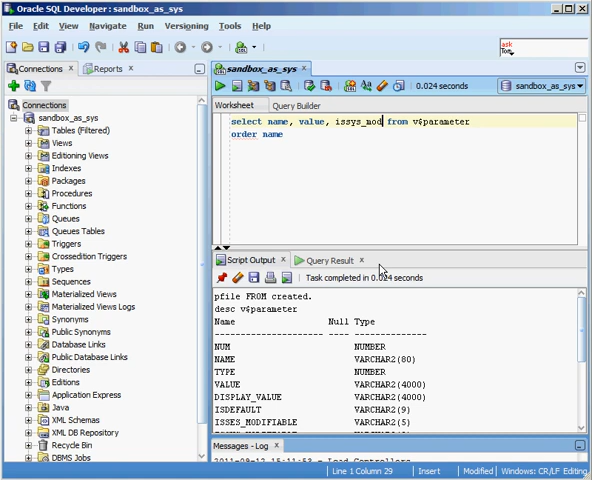 Oracle SQL Developer : sandbox_as_sys
File Edit View Navigate Run Versioning Tools Help
ask
Tom
Connections Reports
sandbox_as_sys
0.024 seconds sandbox_as_sys
Worksheet Query Builder
select name, value, issys_mod from v$parameter
order name
Connections
sandbox_as_sys
Tables (Filtered)
Views
Editioning Views
Indexes
Packages
Procedures
Functions
Queues
Queues Tables
Triggers
Crossedition Triggers
Types
Sequences
Materialized Views
Materialized Views Logs
Synonyms
Public Synonyms
Database Links
Public Database Links
Directories
Editions
Application Express
Java
XML Schemas
XML DB Repository
Recycle Bin
DBMS Jobs
Script Output Query Result
Task completed in 0.024 seconds
pfile FROM created.
desc v$parameter
Name Null Type
-------------------- ---- --------------
NUM NUMBER
NAME VARCHAR2(80)
TYPE NUMBER
VALUE VARCHAR2(4000)
DISPLAY_VALUE VARCHAR2(4000)
ISDEFAULT VARCHAR2(9)
ISSES_MODIFIABLE VARCHAR2(5)
Messages - Log
Line 1 Column 29 Insert Modified Windows: CR/LF Editing